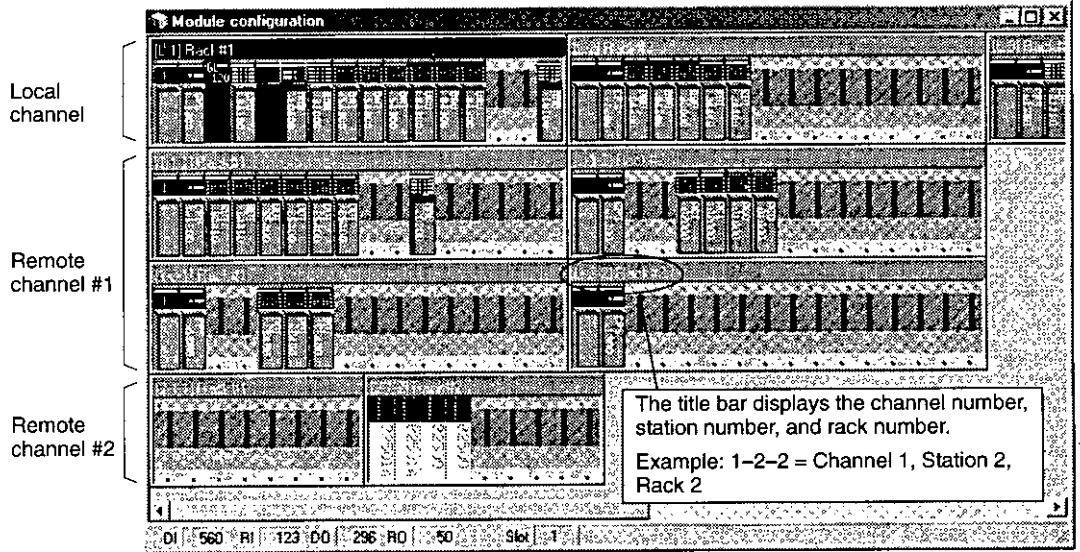 Module configuration
[L 1] Rack #1
Local
channel
Remote
channel #1
Remote
channel #2
The title bar displays the channel number,
station number, and rack number.
Example: 1–2–2 = Channel 1, Station 2,
Rack 2
DI 560 RI 123 DO 296 RO 50 Slot 1